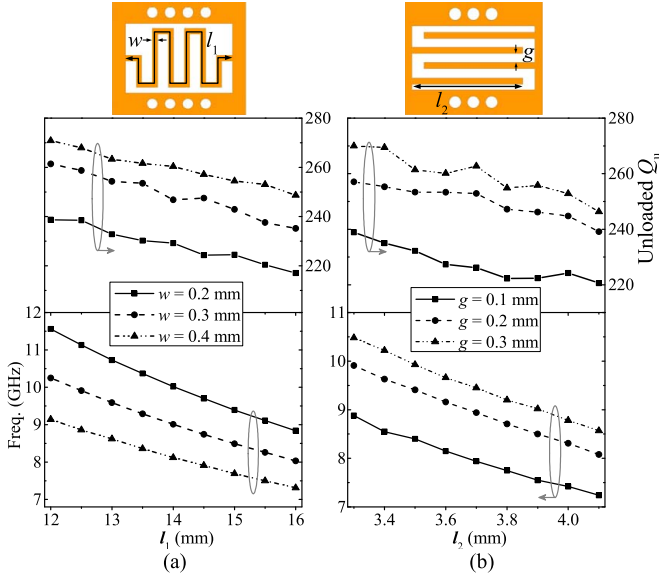 w l1
g
l2
280
260
240
220
280
260
240
220
Unloaded Qu
w = 0.2 mm
w = 0.3 mm
w = 0.4 mm
g = 0.1 mm
g = 0.2 mm
g = 0.3 mm
Freq. (GHz)
12
11
10
9
8
7
11
10
9
8
7
12 13 14 15 16
3.4 3.6 3.8 4.0
l1 (mm)
l2 (mm)
(a)
(b)